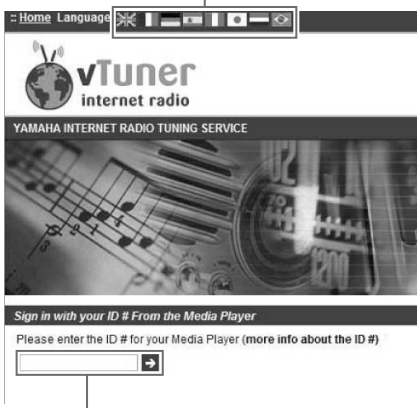 :: Home Language
vTuner
internet radio
YAMAHA INTERNET RADIO TUNING SERVICE
Sign in with your ID # From the Media Player
Please enter the ID # for your Media Player (more info about the ID #)